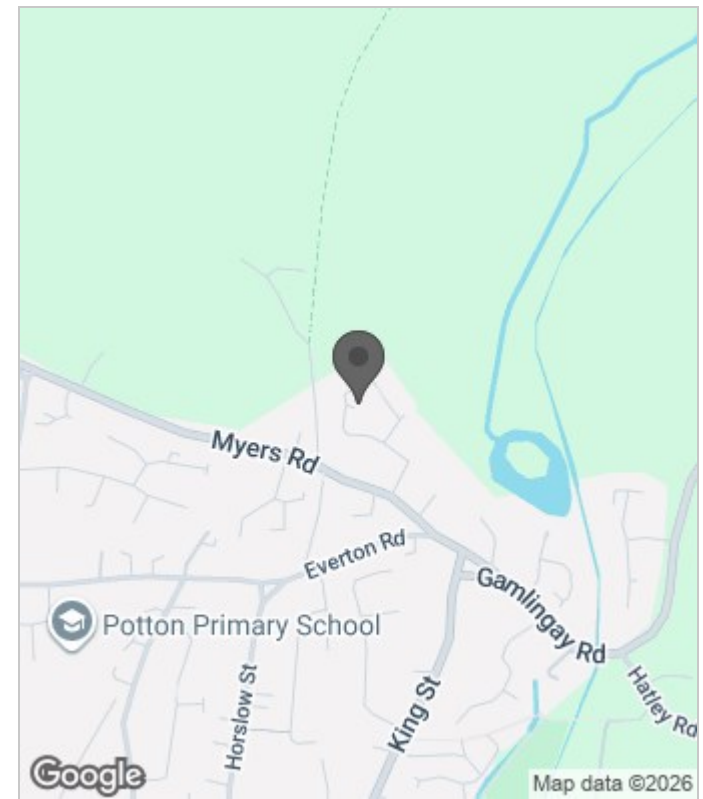 Myers Rd
Everton Rd
Gamlingay Rd
Potton Primary School
Hatley Rd
Horslow St
King St
Google
Map data ©2026